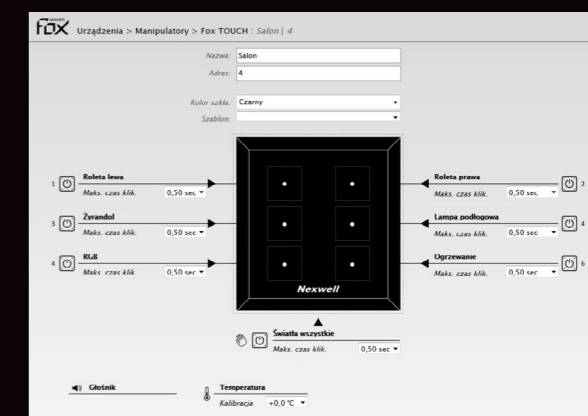 fox Urządzenia > Manipulatory > Fox TOUCH : Salon | 4
Nazwa: Salon
Adres: 4
Kolor szkła: Czarny
Szablon:
1 Roleta lewa
Maks. czas klik. 0,50 sec
Roleta prawa 2
Maks. czas klik. 0,50 sec
3 Żyrandol
Maks. czas klik. 0,50 sec
Lampa podłogowa 4
Maks. czas klik. 0,50 sec
4 RGB
Maks. czas klik. 0,50 sec
Ogrzewanie 6
Maks. czas klik. 0,50 sec
Nexwell
Światła wszystkie
Maks. czas klik. 0,50 sec
Głośnik
Temperatura
Kalibracja +0,0 °C